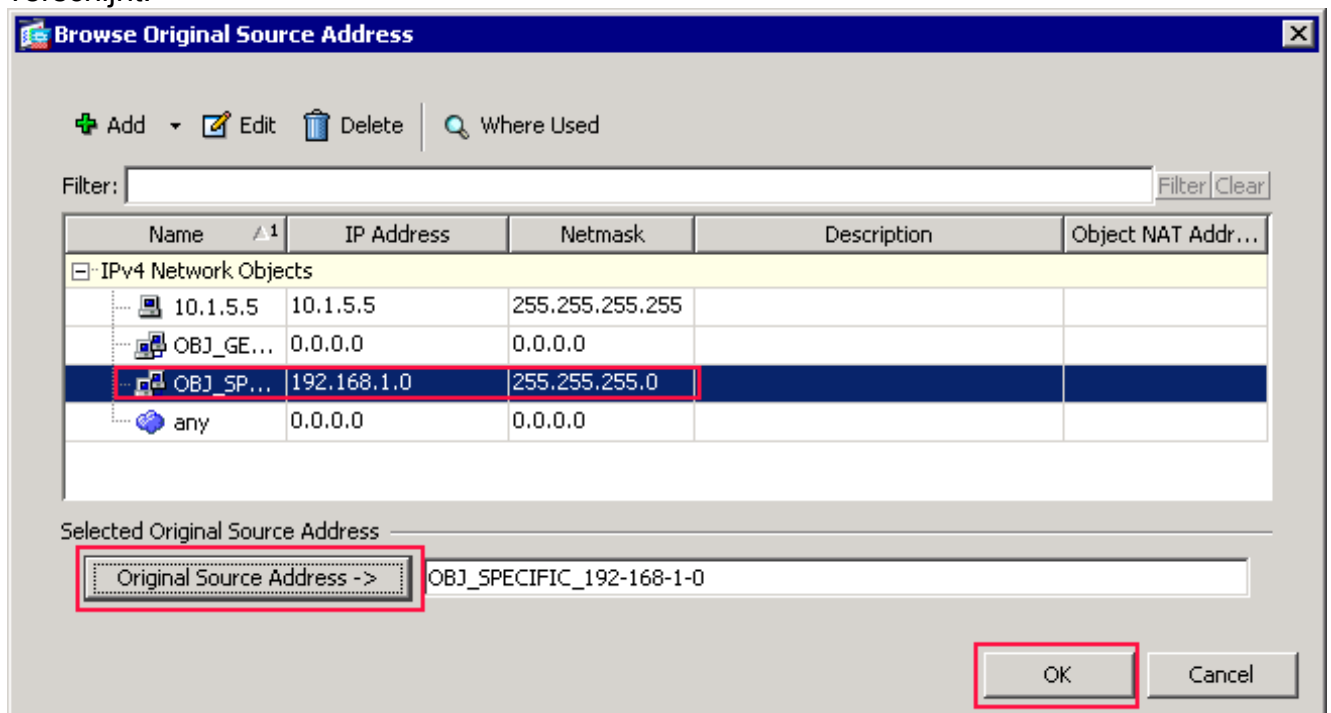 verschijnt.
Browse Original Source Address
Add Edit Delete Where Used
Filter: Filter Clear
Name 1 IP Address Netmask Description Object NAT Addr...
IPv4 Network Objects
10.1.5.5 10.1.5.5 255.255.255.255
OBJ_GE... 0.0.0.0 0.0.0.0
OBJ_SP... 192.168.1.0 255.255.255.0
any 0.0.0.0 0.0.0.0
Selected Original Source Address
Original Source Address -> OBJ_SPECIFIC_192-168-1-0
OK Cancel